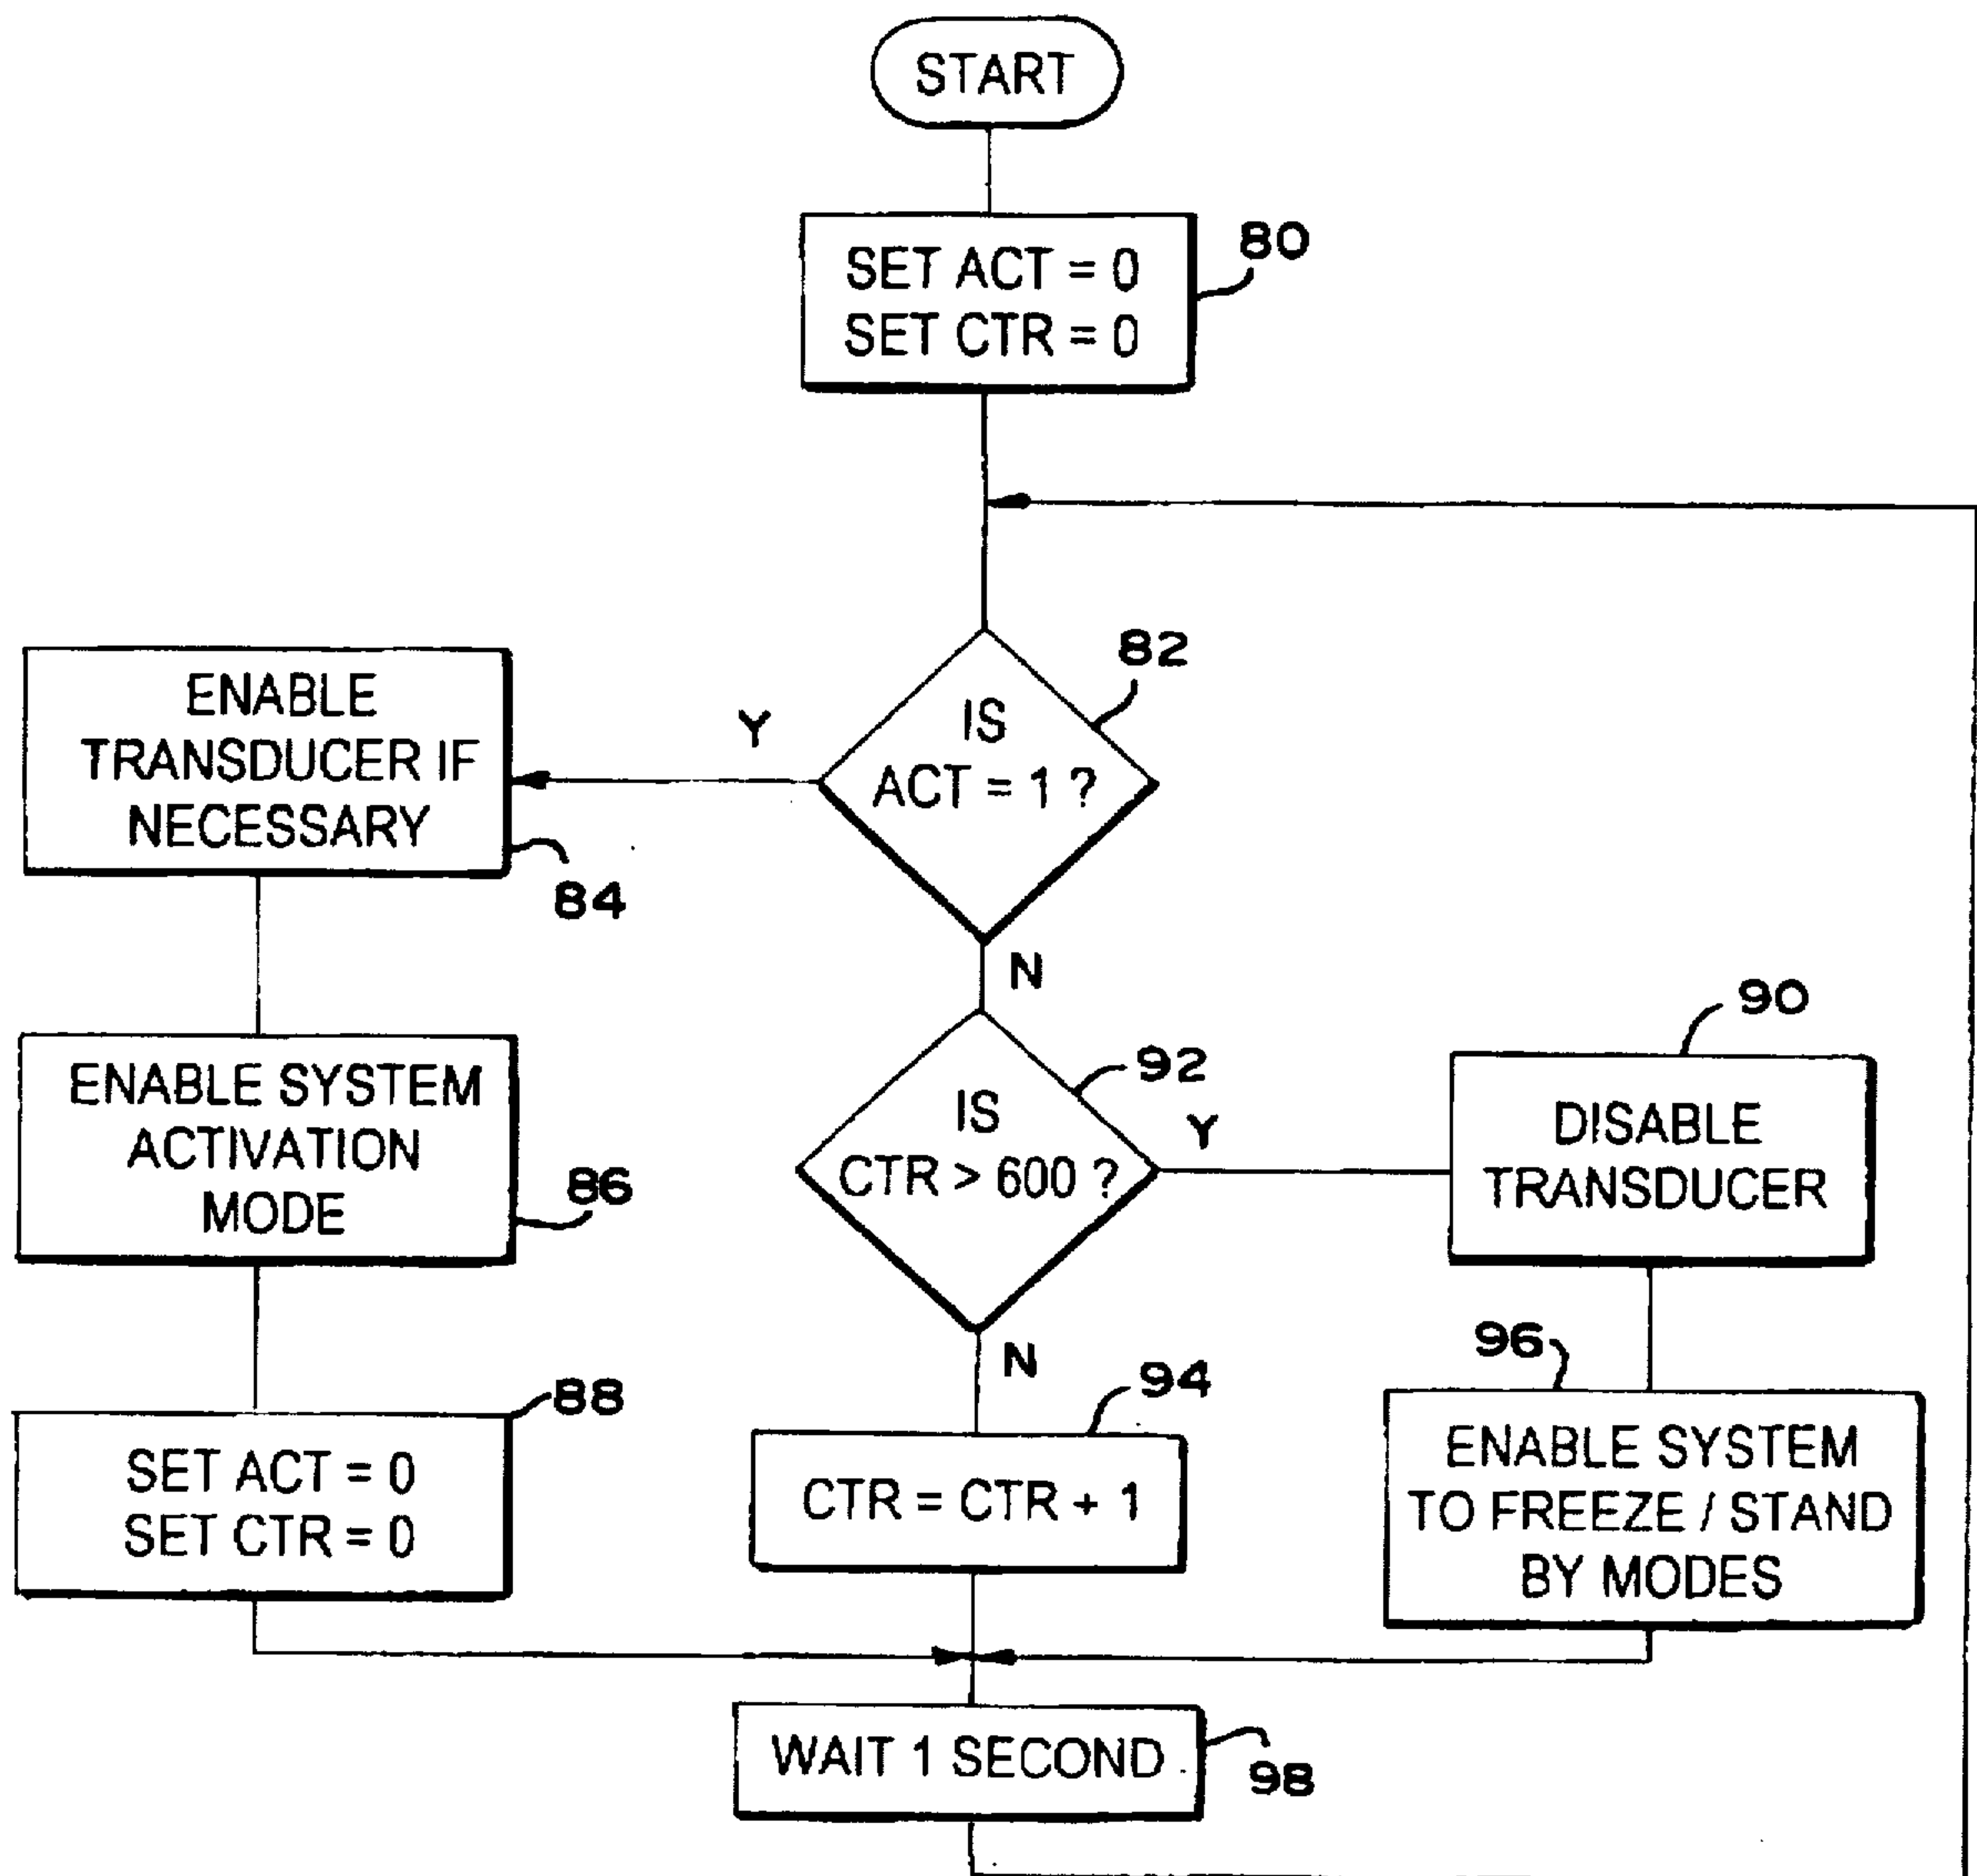 START
SET ACT = 0
SET CTR = 0
80
IS
ACT = 1 ?
82
Y
N
ENABLE
TRANSDUCER IF
NECESSARY
84
ENABLE SYSTEM
ACTIVATION
MODE
86
SET ACT = 0
SET CTR = 0
88
IS
CTR > 600 ?
92
Y
N
DISABLE
TRANSDUCER
90
CTR = CTR + 1
94
ENABLE SYSTEM
TO FREEZE / STAND
BY MODES
96
WAIT 1 SECOND
98